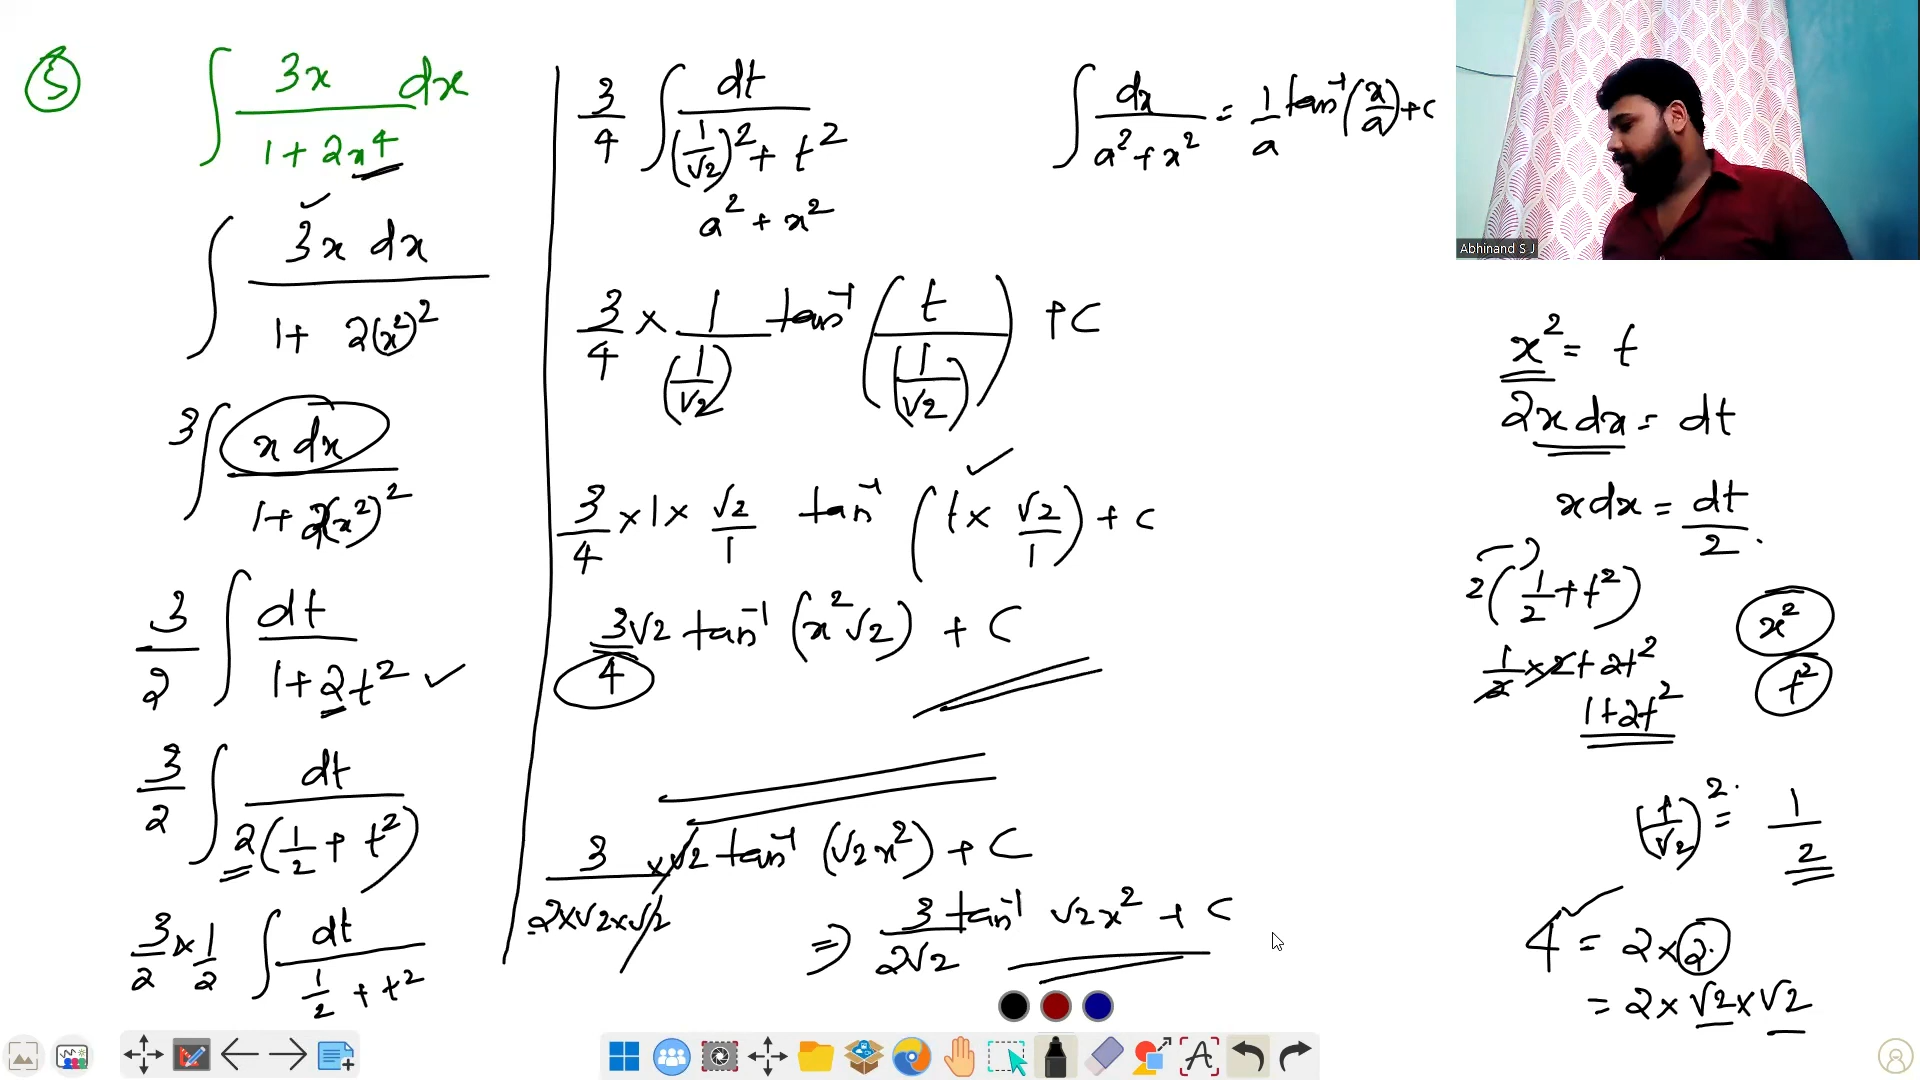 5
∫ 3x/(1 + 2x⁴) dx
∫ 3x dx/(1 + 2(x²)²)
3∫ x dx/(1 + 2(x²)²)
3/2 ∫ dt/(1 + 2t²)
3/2 ∫ dt/(2(1/2 + t²))
3/2 × 1/2 ∫ dt/(1/2 + t²)
3/4 ∫ dt/((1/√2)² + t²)
a² + x²
3/4 × 1/(1/√2) tan⁻¹(t/(1/√2)) + C
3/4 × 1 × √2/1 tan⁻¹(t × √2/1) + C
3√2/4 tan⁻¹(x²√2) + C
3/(2×√2×√2) × √2 tan⁻¹(√2x²) + C
⇒ 3/(2√2) tan⁻¹ √2x² + C
∫ dx/(a² + x²) = 1/a tan⁻¹(x/a) + C
Abhinand S J
x² = t
2x dx = dt
x dx = dt/2.
2(1/2 + t²)
1/2 × 2 + 2t²
1 + 2t²
x²
t²
(1/√2)² = 1/2
4 = 2 × 2.
= 2 × √2 × √2